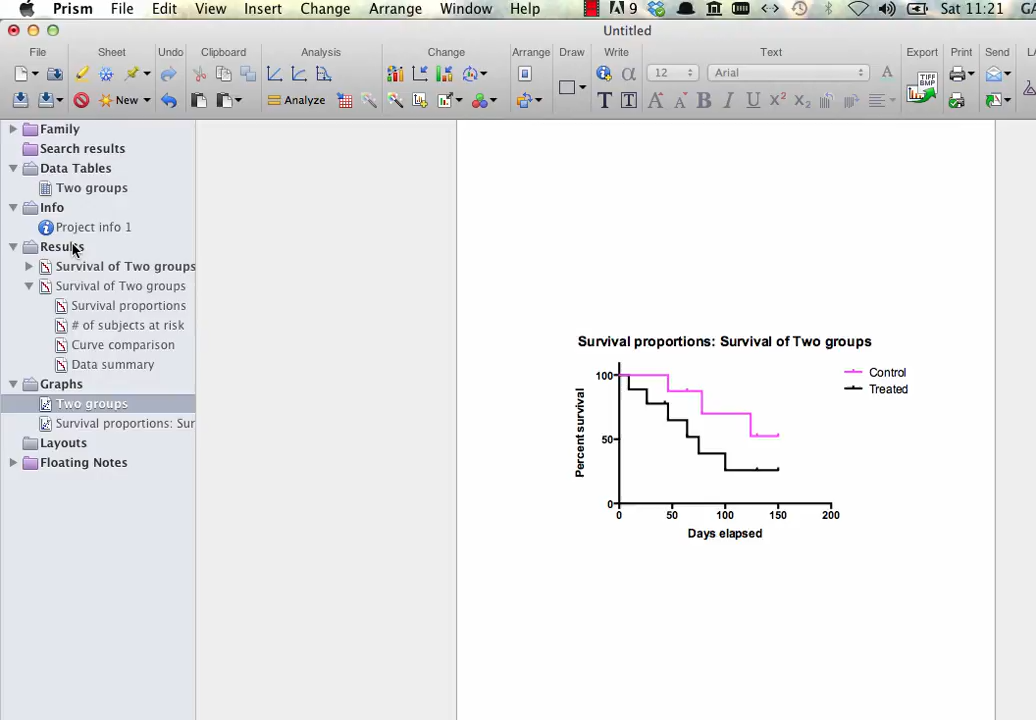 Prism File Edit View Insert Change Arrange Window Help 9 Sat 11:21
Untitled
File Sheet Undo Clipboard Analysis Change Arrange Draw Write Text Export Print Send
α 12 Arial A
TIFF
BMP
New Analyze T T A A B I U X² X₂
Family
Search results
Data Tables
Two groups
Info
Project info 1
Results
Survival of Two groups
Survival of Two groups
Survival proportions
# of subjects at risk
Curve comparison
Data summary
Graphs
Two groups
Survival proportions: Sur
Layouts
Floating Notes
Survival proportions: Survival of Two groups
Control
Treated
Percent survival
100
50
0
0 50 100 150 200
Days elapsed